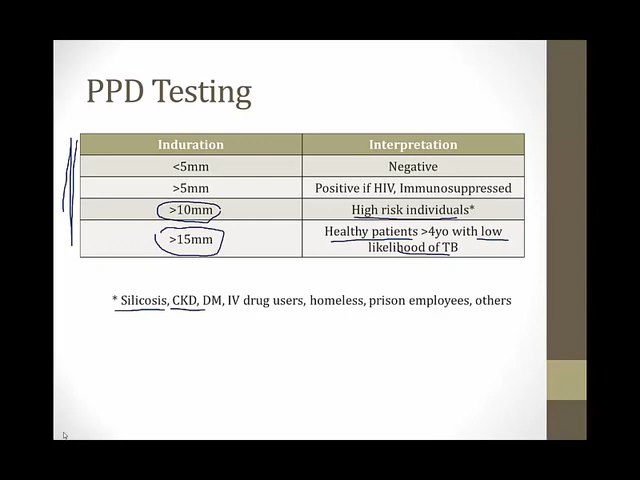 PPD Testing
Induration Interpretation
<5mm Negative
>5mm Positive if HIV, Immunosuppressed
>10mm High risk individuals*
>15mm Healthy patients >4yo with low
likelihood of TB
* Silicosis, CKD, DM, IV drug users, homeless, prison employees, others